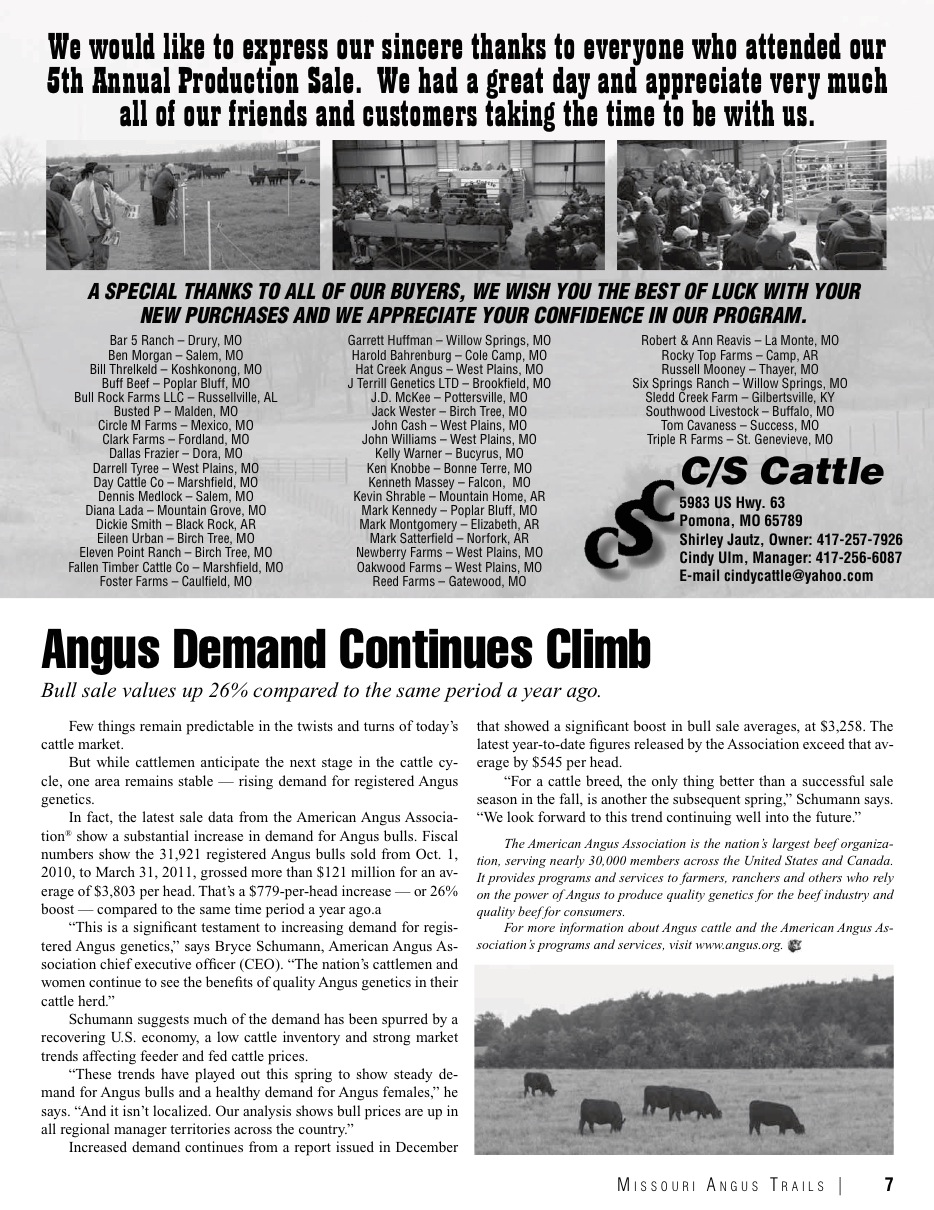 We would like to express our sincere thanks to everyone who attended our
5th Annual Production Sale. We had a great day and appreciate very much
all of our friends and customers taking the time to be with us.
A SPECIAL THANKS TO ALL OF OUR BUYERS, WE WISH YOU THE BEST OF LUCK WITH YOUR
NEW PURCHASES AND WE APPRECIATE YOUR CONFIDENCE IN OUR PROGRAM.
Bar 5 Ranch – Drury, MO
Ben Morgan – Salem, MO
Bill Threlkeld – Koshkonong, MO
Buff Beef – Poplar Bluff, MO
Bull Rock Farms LLC – Russellville, AL
Busted P – Malden, MO
Circle M Farms – Mexico, MO
Clark Farms – Fordland, MO
Dallas Frazier – Dora, MO
Darrell Tyree – West Plains, MO
Day Cattle Co – Marshfield, MO
Dennis Medlock – Salem, MO
Diana Lada – Mountain Grove, MO
Dickie Smith – Black Rock, AR
Eileen Urban – Birch Tree, MO
Eleven Point Ranch – Birch Tree, MO
Fallen Timber Cattle Co – Marshfield, MO
Foster Farms – Caulfield, MO
Garrett Huffman – Willow Springs, MO
Harold Bahrenburg – Cole Camp, MO
Hat Creek Angus – West Plains, MO
J Terrill Genetics LTD – Brookfield, MO
J.D. McKee – Pottersville, MO
Jack Wester – Birch Tree, MO
John Cash – West Plains, MO
John Williams – West Plains, MO
Kelly Warner – Bucyrus, MO
Ken Knobbe – Bonne Terre, MO
Kenneth Massey – Falcon, MO
Kevin Shrable – Mountain Home, AR
Mark Kennedy – Poplar Bluff, MO
Mark Montgomery – Elizabeth, AR
Mark Satterfield – Norfork, AR
Newberry Farms – West Plains, MO
Oakwood Farms – West Plains, MO
Reed Farms – Gatewood, MO
Robert & Ann Reavis – La Monte, MO
Rocky Top Farms – Camp, AR
Russell Mooney – Thayer, MO
Six Springs Ranch – Willow Springs, MO
Sledd Creek Farm – Gilbertsville, KY
Southwood Livestock – Buffalo, MO
Tom Cavaness – Success, MO
Triple R Farms – St. Genevieve, MO
CSC
C/S Cattle
5983 US Hwy. 63
Pomona, MO 65789
Shirley Jautz, Owner: 417-257-7926
Cindy Ulm, Manager: 417-256-6087
E-mail cindycattle@yahoo.com
Angus Demand Continues Climb
Bull sale values up 26% compared to the same period a year ago.
Few things remain predictable in the twists and turns of today's
cattle market.
But while cattlemen anticipate the next stage in the cattle cy-
cle, one area remains stable — rising demand for registered Angus
genetics.
In fact, the latest sale data from the American Angus Associa-
tion® show a substantial increase in demand for Angus bulls. Fiscal
numbers show the 31,921 registered Angus bulls sold from Oct. 1,
2010, to March 31, 2011, grossed more than $121 million for an av-
erage of $3,803 per head. That's a $779-per-head increase — or 26%
boost — compared to the same time period a year ago.a
“This is a significant testament to increasing demand for regis-
tered Angus genetics,” says Bryce Schumann, American Angus As-
sociation chief executive officer (CEO). “The nation's cattlemen and
women continue to see the benefits of quality Angus genetics in their
cattle herd.”
Schumann suggests much of the demand has been spurred by a
recovering U.S. economy, a low cattle inventory and strong market
trends affecting feeder and fed cattle prices.
“These trends have played out this spring to show steady de-
mand for Angus bulls and a healthy demand for Angus females,” he
says. “And it isn't localized. Our analysis shows bull prices are up in
all regional manager territories across the country.”
Increased demand continues from a report issued in December
that showed a significant boost in bull sale averages, at $3,258. The
latest year-to-date figures released by the Association exceed that av-
erage by $545 per head.
“For a cattle breed, the only thing better than a successful sale
season in the fall, is another the subsequent spring,” Schumann says.
“We look forward to this trend continuing well into the future.”
The American Angus Association is the nation's largest beef organiza-
tion, serving nearly 30,000 members across the United States and Canada.
It provides programs and services to farmers, ranchers and others who rely
on the power of Angus to produce quality genetics for the beef industry and
quality beef for consumers.
For more information about Angus cattle and the American Angus As-
sociation's programs and services, visit www.angus.org.
Missouri Angus Trails | 7